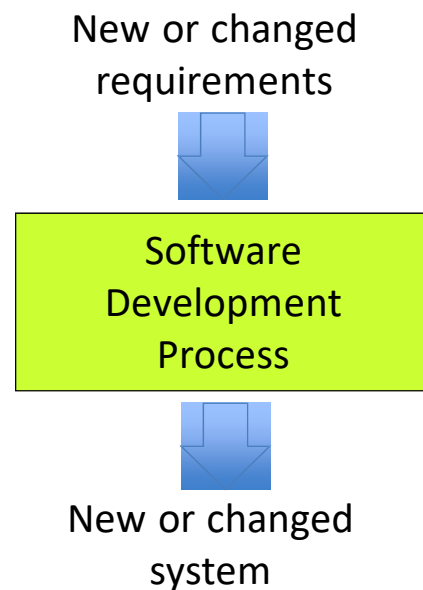 New or changed
requirements
Software
Development
Process
New or changed
system